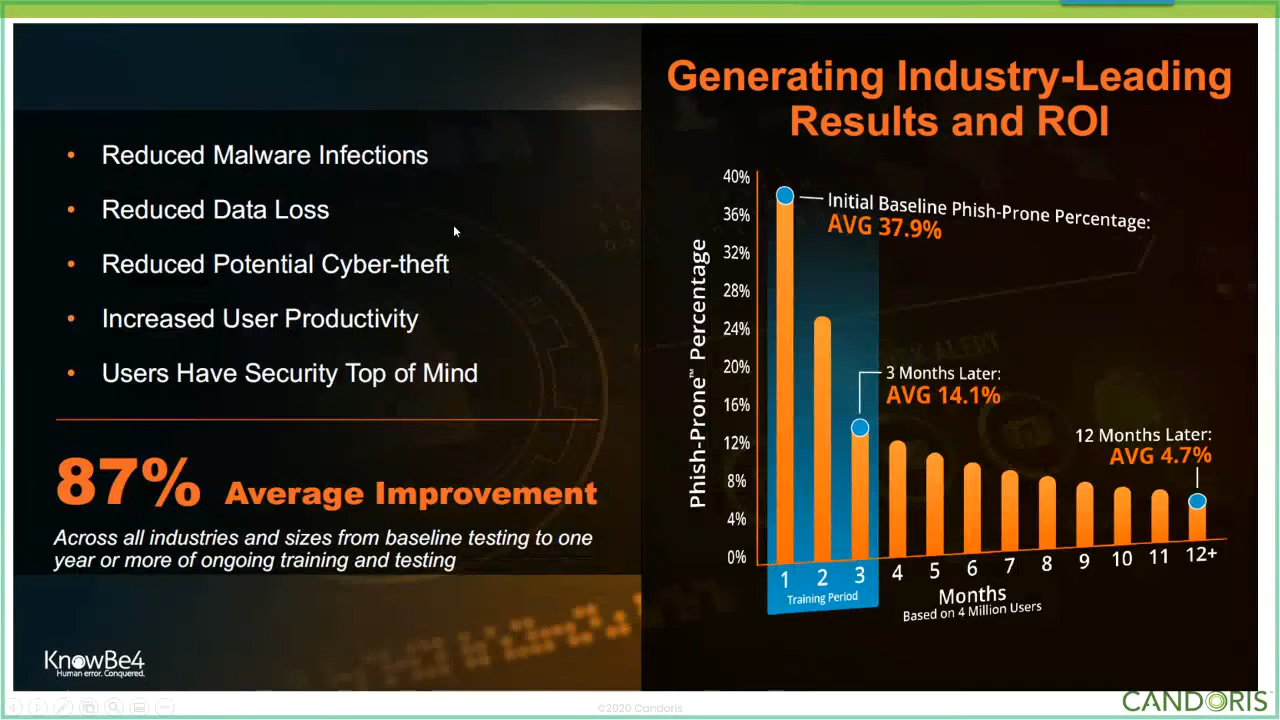 Generating Industry-Leading
Results and ROI
• Reduced Malware Infections
• Reduced Data Loss
• Reduced Potential Cyber-theft
• Increased User Productivity
• Users Have Security Top of Mind
87% Average Improvement
Across all industries and sizes from baseline testing to one
year or more of ongoing training and testing
KnowBe4
Human error. Conquered.
Phish-Prone™ Percentage
40%
36%
32%
28%
24%
20%
16%
12%
8%
4%
0%
Initial Baseline Phish-Prone Percentage:
AVG 37.9%
3 Months Later:
AVG 14.1%
12 Months Later:
AVG 4.7%
1 2 3 4 5 6 7 8 9 10 11 12+
Training Period
Months
Based on 4 Million Users
©2020 Candoris
CANDORIS